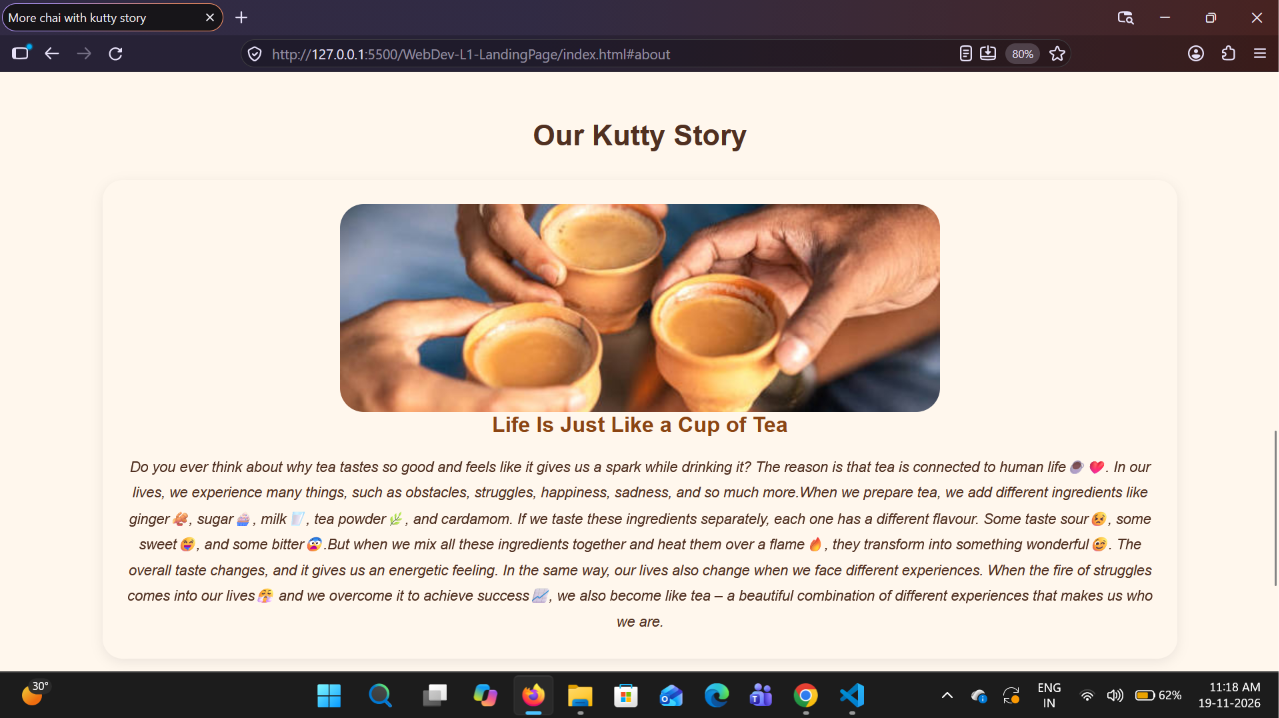 More chai with kutty story
http://127.0.0.1:5500/WebDev-L1-LandingPage/index.html#about
80%
Our Kutty Story
Life Is Just Like a Cup of Tea
Do you ever think about why tea tastes so good and feels like it gives us a spark while drinking it? The reason is that tea is connected to human life ☕ 💖. In our
lives, we experience many things, such as obstacles, struggles, happiness, sadness, and so much more.When we prepare tea, we add different ingredients like
ginger 🫚, sugar 🧁, milk 🥛, tea powder 🌿, and cardamom. If we taste these ingredients separately, each one has a different flavour. Some taste sour 😣, some
sweet 😝, and some bitter 😨.But when we mix all these ingredients together and heat them over a flame 🔥, they transform into something wonderful 😋. The
overall taste changes, and it gives us an energetic feeling. In the same way, our lives also change when we face different experiences. When the fire of struggles
comes into our lives 😤 and we overcome it to achieve success 📈, we also become like tea – a beautiful combination of different experiences that makes us who
we are.
30°
ENG
IN
62%
11:18 AM
19-11-2026